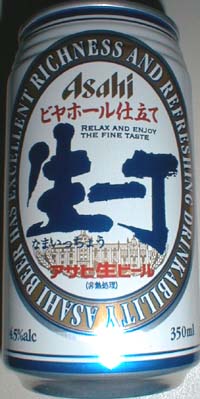 ASAHI BEER HAS EXCELLENT RICHNESS AND REFRESHING DRINKABILITY
Asahi
ビヤホール仕立て
RELAX AND ENJOY
THE FINE TASTE
生一丁
なまいっちょう
アサヒ生ビール
(非熱処理)
4.5%alc
350ml